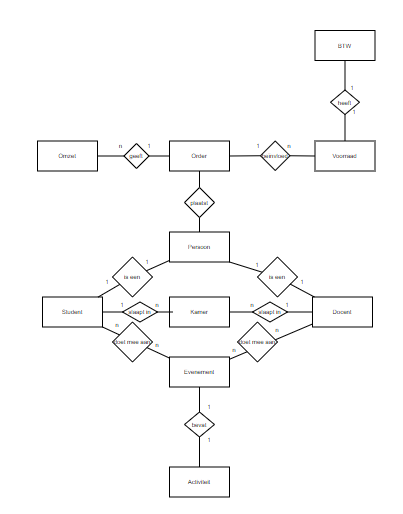 BTW
1
heeft
1
n
1
1
n
Omzet
geeft
Order
beinvloed
Voorraad
plaatst
Persoon
1
1
is een
is een
1
1
1
n
n
1
Student
slaapt in
Kamer
slaapt in
Docent
n
n
doet mee aan
doet mee aan
n
n
Evenement
1
bevat
1
Activiteit